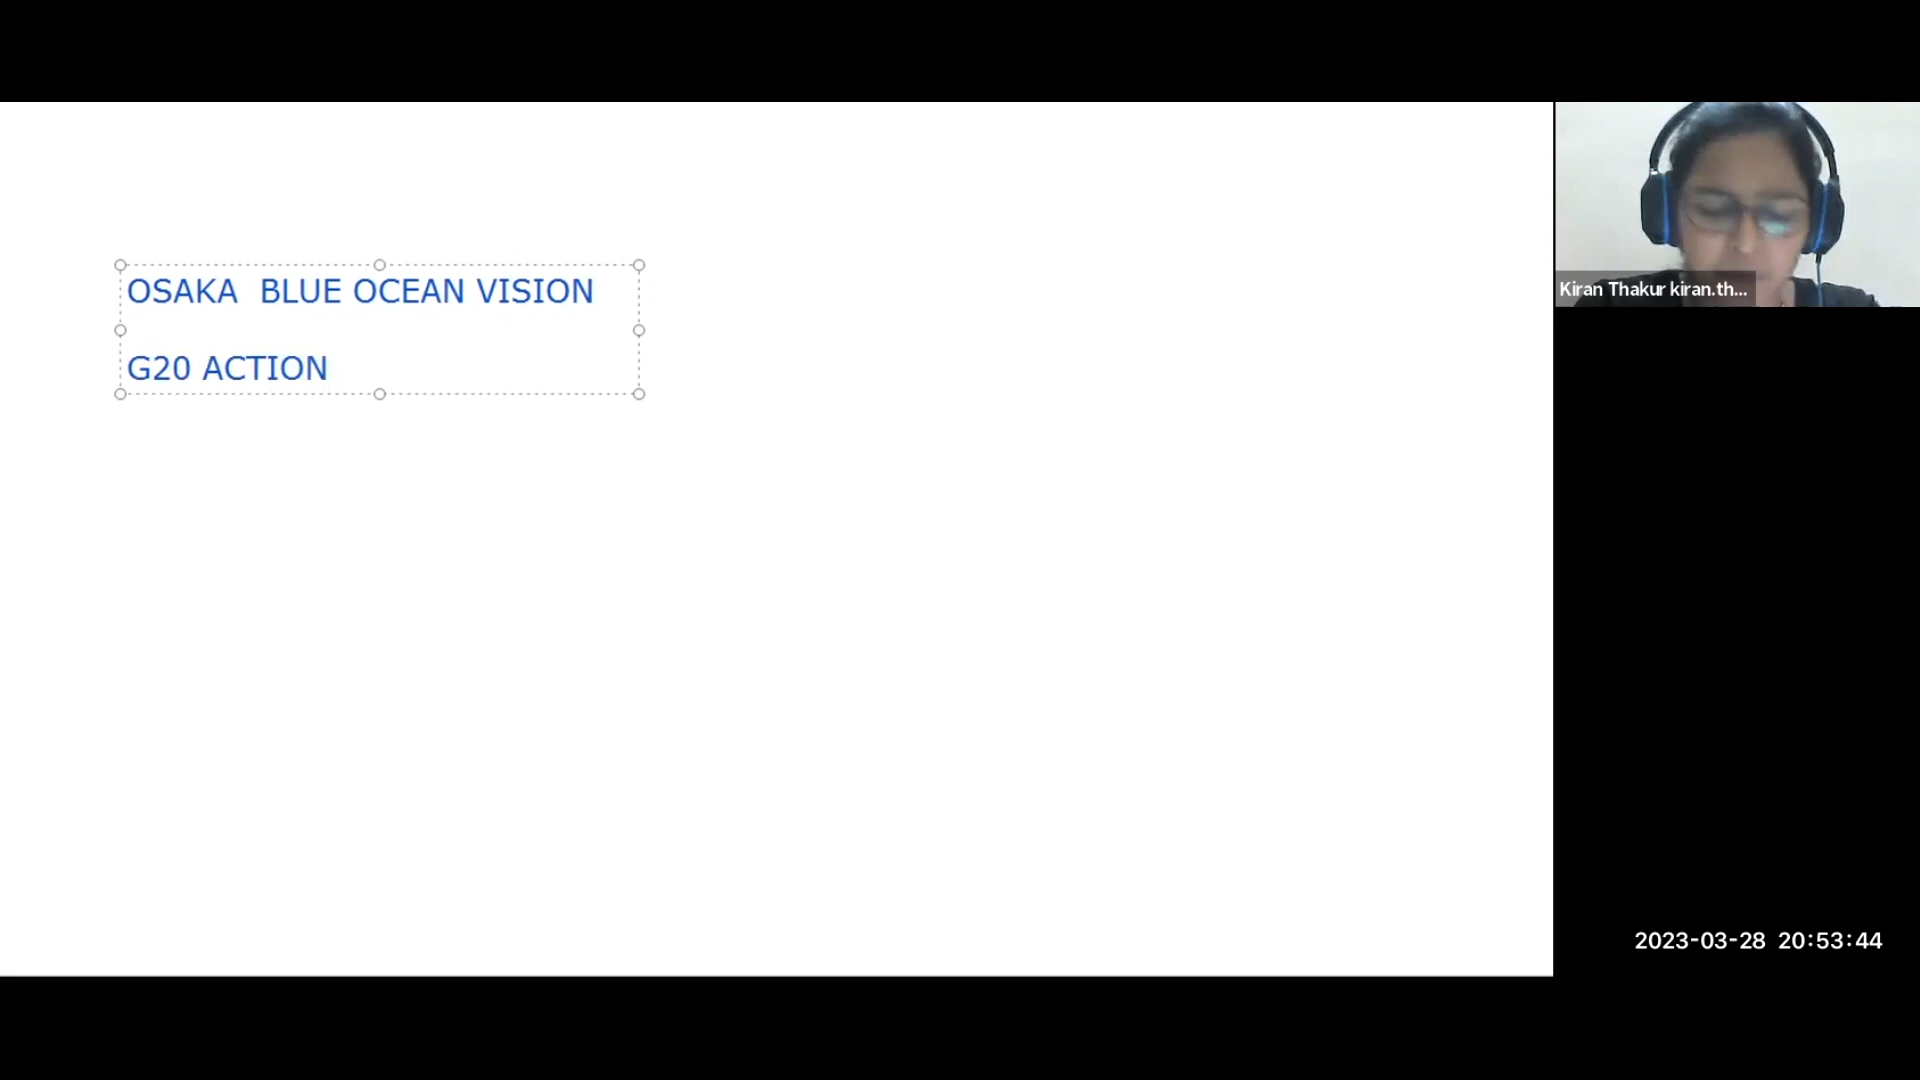 OSAKA  BLUE OCEAN VISION
G20 ACTION
Kiran Thakur kiran.th...
2023-03-28 20:53:44